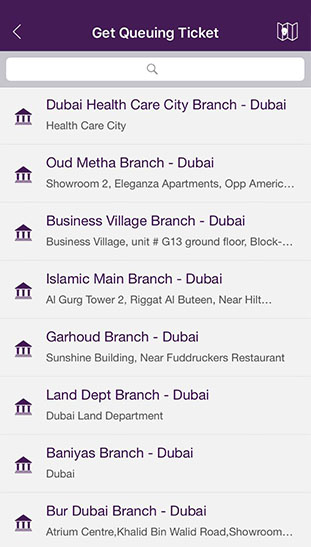 Get Queuing Ticket
Dubai Health Care City Branch - Dubai
Health Care City
Oud Metha Branch - Dubai
Showroom 2, Eleganza Apartments, Opp Americ…
Business Village Branch - Dubai
Business Village, unit # G13 ground floor, Block-…
Islamic Main Branch - Dubai
Al Gurg Tower 2, Riggat Al Buteen, Near Hilt…
Garhoud Branch - Dubai
Sunshine Building, Near Fuddruckers Restaurant
Land Dept Branch - Dubai
Dubai Land Department
Baniyas Branch - Dubai
Dubai
Bur Dubai Branch - Dubai
Atrium Centre,Khalid Bin Walid Road,Showroom…